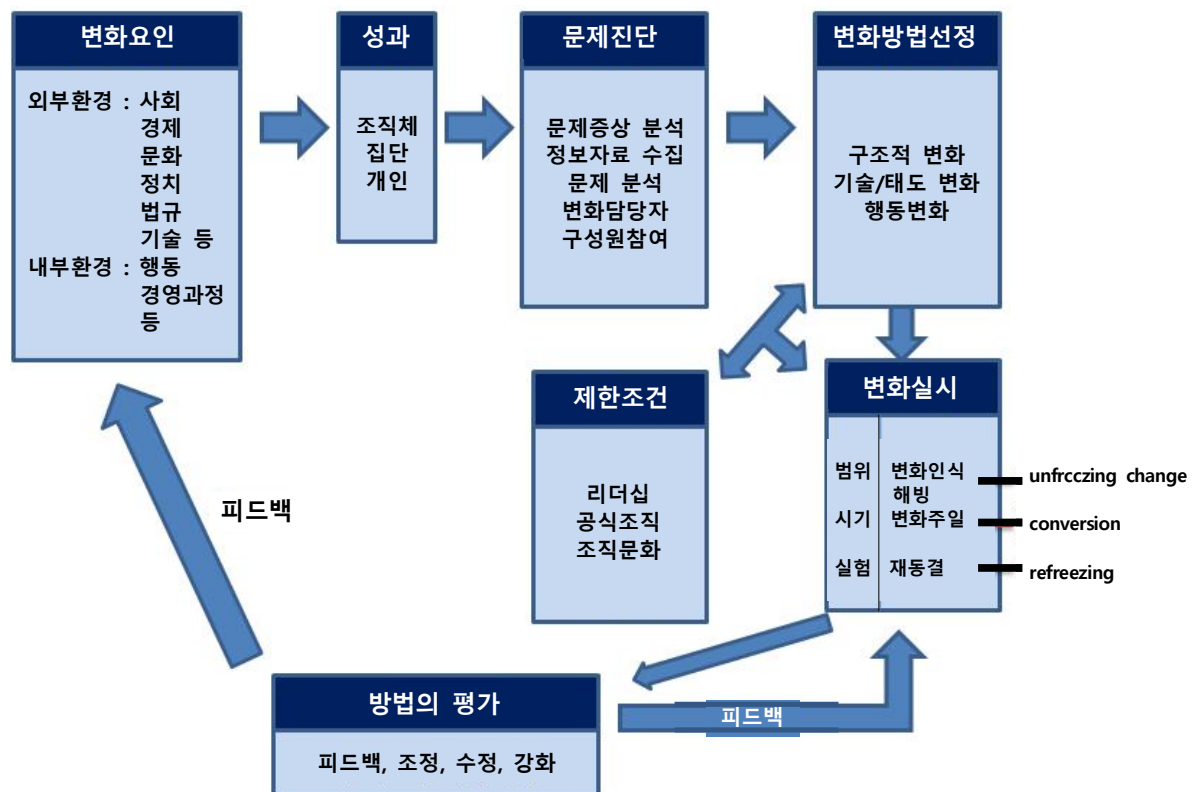 변화요인
외부환경 : 사회
경제
문화
정치
법규
기술 등
내부환경 : 행동
경영과정
등
성과
조직체
집단
개인
문제진단
문제증상 분석
정보자료 수집
문제 분석
변화담당자
구성원참여
변화방법선정
구조적 변화
기술/태도 변화
행동변화
제한조건
리더십
공식조직
조직문화
변화실시
범위 변화인식
해빙
시기 변화주일
실험 재동결
unfrcczing change
conversion
refreezing
피드백
방법의 평가
피드백, 조정, 수정, 강화
피드백